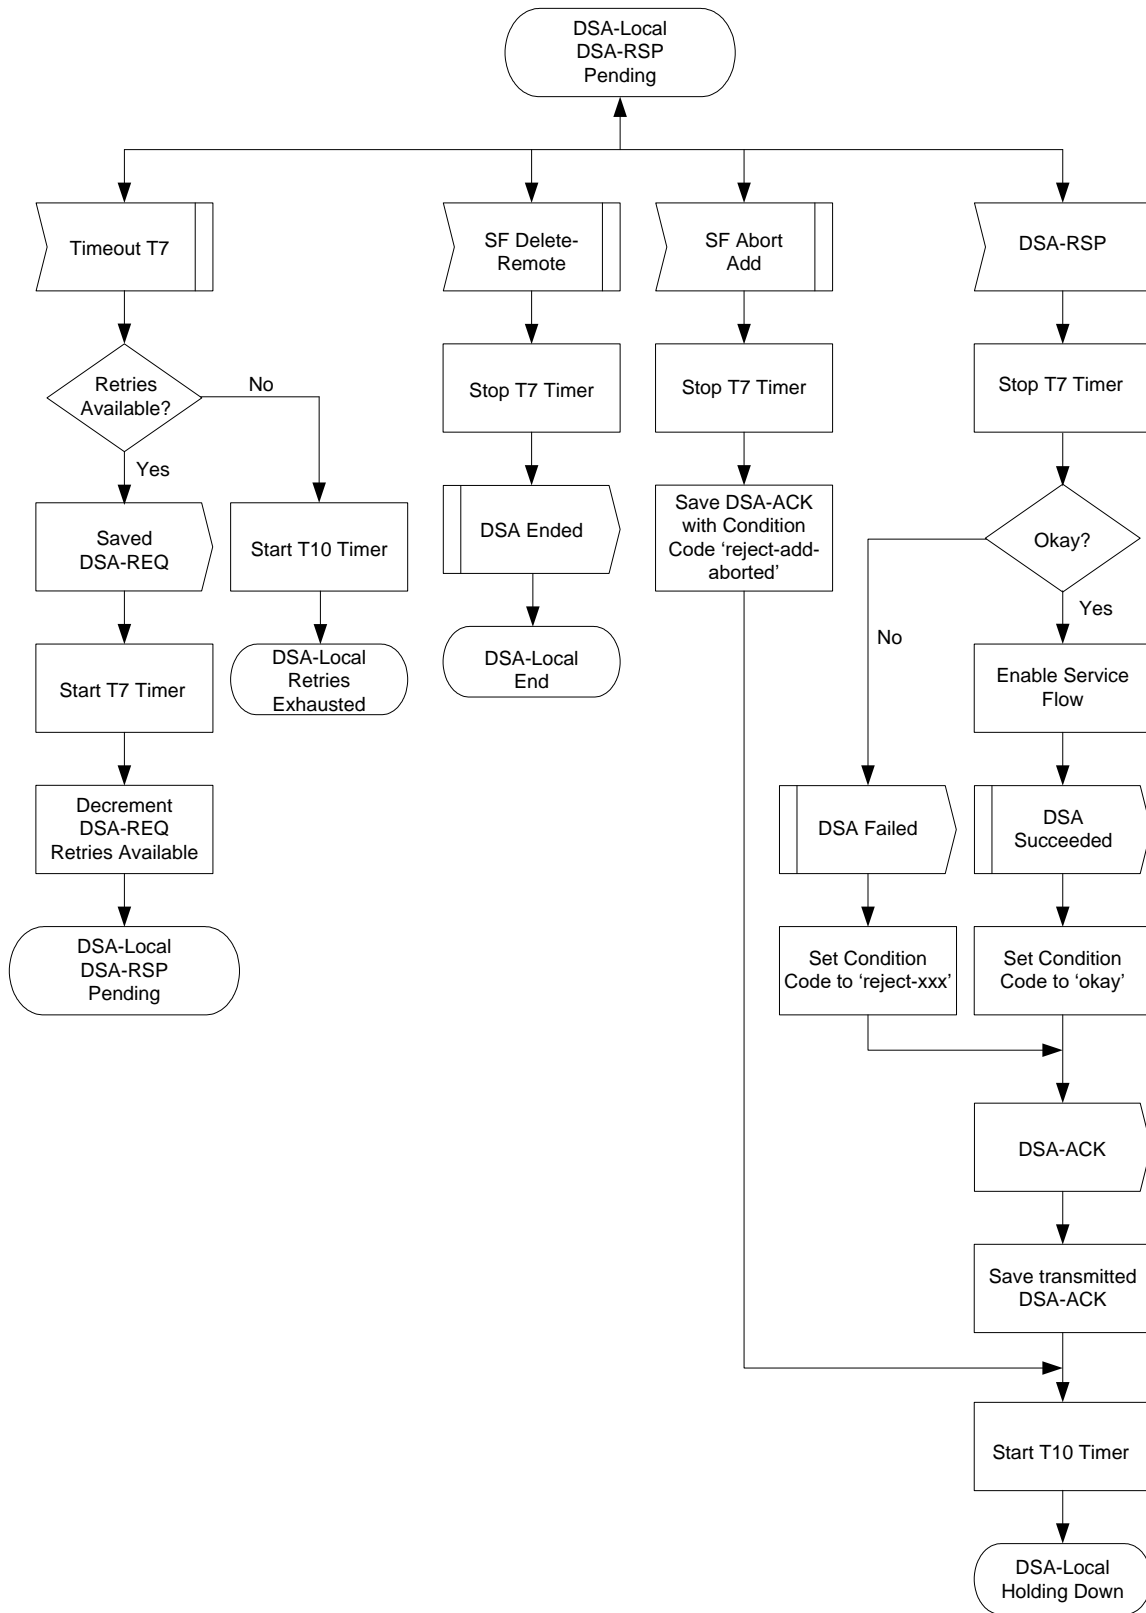 DSA-Local
DSA-RSP
Pending
Timeout T7
SF Delete-
Remote
SF Abort
Add
DSA-RSP
Retries
Available?
No
Yes
Stop T7 Timer
Stop T7 Timer
Stop T7 Timer
Saved
DSA-REQ
Start T10 Timer
DSA Ended
Save DSA-ACK
with Condition
Code ‘reject-add-
aborted’
Okay?
Yes
No
Start T7 Timer
DSA-Local
Retries
Exhausted
DSA-Local
End
Enable Service
Flow
Decrement
DSA-REQ
Retries Available
DSA Failed
DSA
Succeeded
DSA-Local
DSA-RSP
Pending
Set Condition
Code to ‘reject-xxx’
Set Condition
Code to ‘okay’
DSA-ACK
Save transmitted
DSA-ACK
Start T10 Timer
DSA-Local
Holding Down